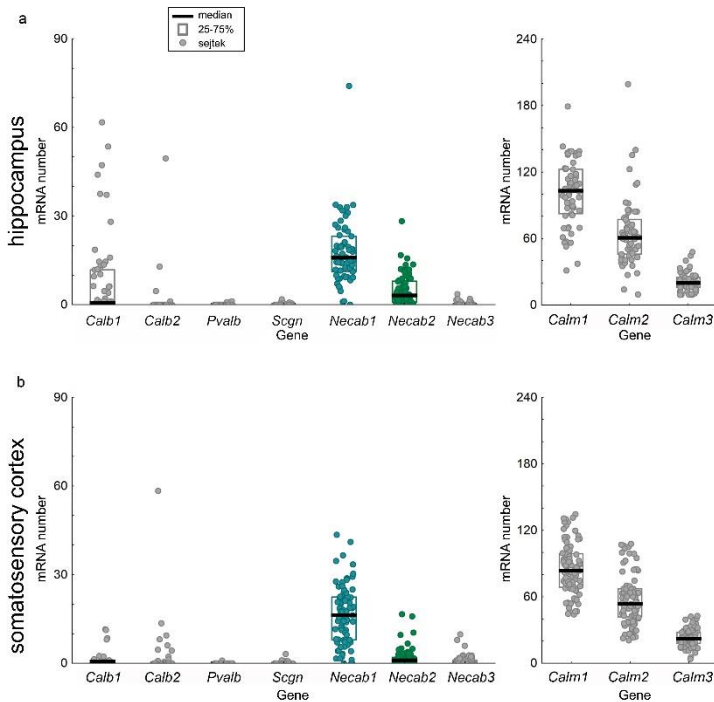 a
median
25-75%
sejtek
hippocampus
mRNA number
90
60
30
0
Calb1 Calb2 Pvalb Scgn Necab1 Necab2 Necab3
Gene
mRNA number
240
180
120
60
0
Calm1 Calm2 Calm3
Gene
b
somatosensory cortex
mRNA number
90
60
30
0
Calb1 Calb2 Pvalb Scgn Necab1 Necab2 Necab3
Gene
mRNA number
240
180
120
60
0
Calm1 Calm2 Calm3
Gene